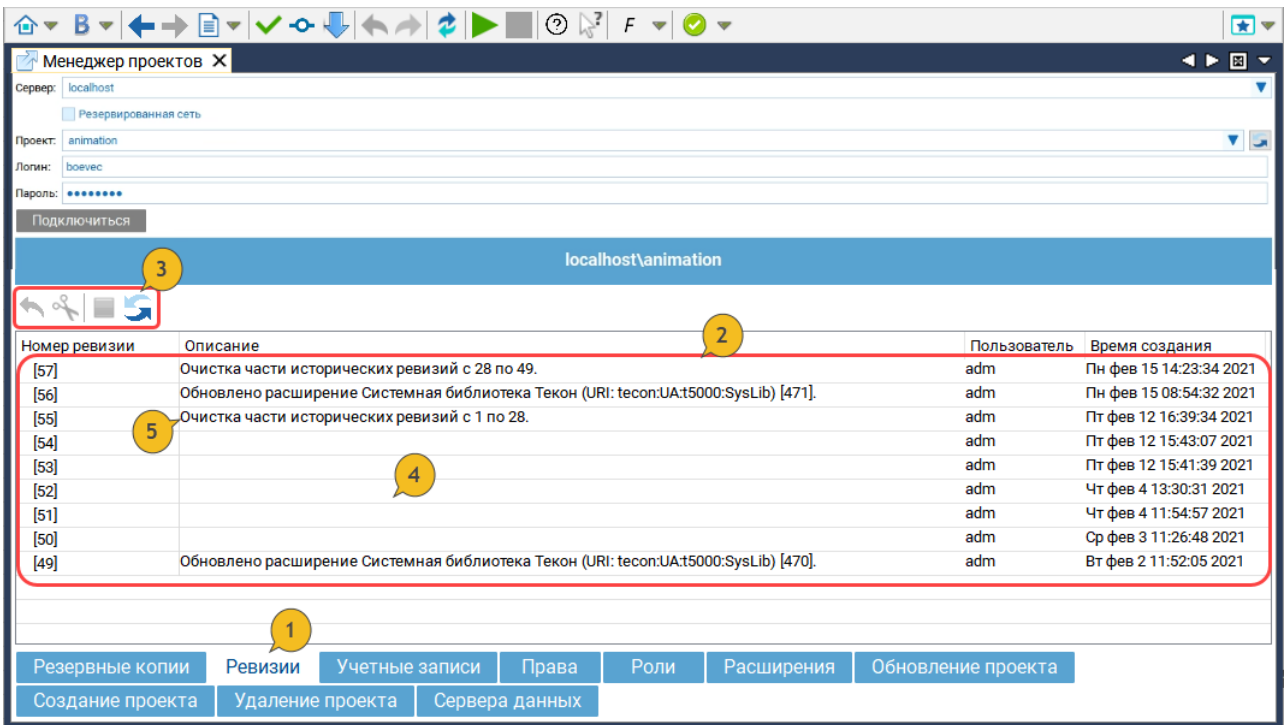 B F
Менеджер проектов X
Сервер: localhost
Резервированная сеть
Проект: animation
Логин: boevec
Пароль: ••••••••
Подключиться
localhost\animation
3
2
Номер ревизии Описание Пользователь Время создания
[57] Очистка части исторических ревизий с 28 по 49. adm Пн фев 15 14:23:34 2021
[56] Обновлено расширение Системная библиотека Текон (URI: tecon:UA:t5000:SysLib) [471]. adm Пн фев 15 08:54:32 2021
[55] Очистка части исторических ревизий с 1 по 28. adm Пт фев 12 16:39:34 2021
5
[54] adm Пт фев 12 15:43:07 2021
[53] adm Пт фев 12 15:41:39 2021
4
[52] adm Чт фев 4 13:30:31 2021
[51] adm Чт фев 4 11:54:57 2021
[50] adm Ср фев 3 11:26:48 2021
[49] Обновлено расширение Системная библиотека Текон (URI: tecon:UA:t5000:SysLib) [470]. adm Вт фев 2 11:52:05 2021
1
Резервные копии Ревизии Учетные записи Права Роли Расширения Обновление проекта
Создание проекта Удаление проекта Сервера данных